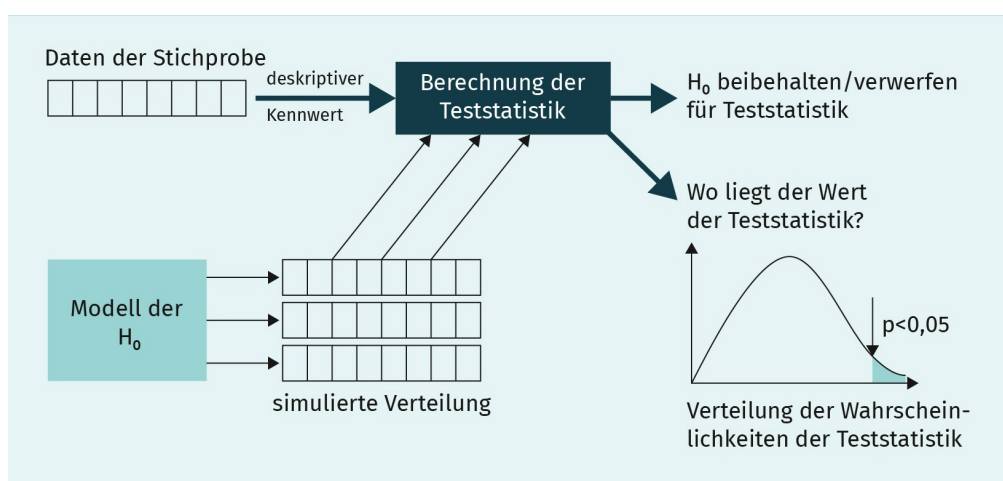 Daten der Stichprobe
deskriptiver
Kennwert
Berechnung der
Teststatistik
H₀ beibehalten/verwerfen
für Teststatistik
Wo liegt der Wert
der Teststatistik?
Modell der
H₀
simulierte Verteilung
p<0,05
Verteilung der Wahrschein-
lichkeiten der Teststatistik